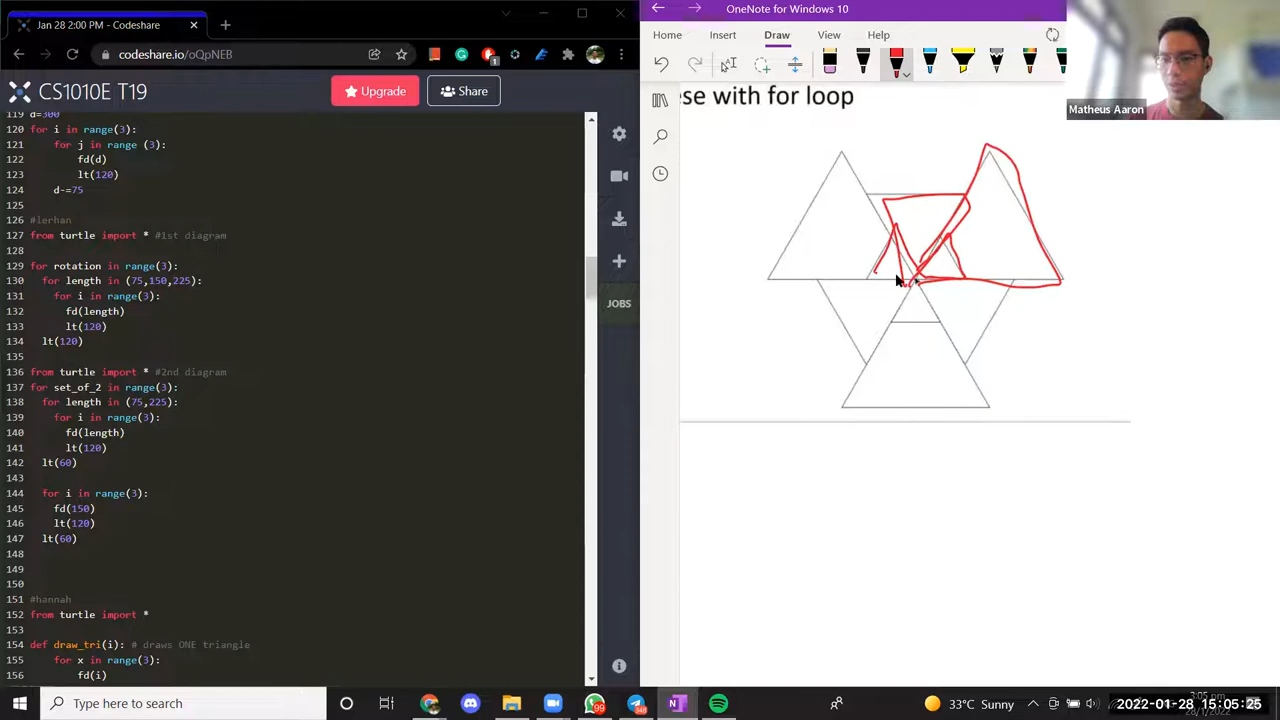 Jan 28 2:00 PM - Codeshare
codeshare.io/oQpNEB
CS1010E T19
Upgrade
Share
119 d=300
120 for i in range(3):
121 for j in range (3):
122 fd(d)
123 lt(120)
124 d-=75
125
126 #lerhan
127 from turtle import * #1st diagram
128
129 for rotation in range(3):
130 for length in (75,150,225):
131 for i in range(3):
132 fd(length)
133 lt(120)
134 lt(120)
135
136 from turtle import * #2nd diagram
137 for set_of_2 in range(3):
138 for length in (75,225):
139 for i in range(3):
140 fd(length)
141 lt(120)
142 lt(60)
143
144 for i in range(3):
145 fd(150)
146 lt(120)
147 lt(60)
148
149
150
151 #hannah
152 from turtle import *
153
154 def draw_tri(i): # draws ONE triangle
155 for x in range(3):
156 fd(i)
JOBS
OneNote for Windows 10
Home Insert Draw View Help
ese with for loop
Matheus Aaron
Type here to search
99
33°C Sunny
3:05 pm
28/1/2022
2022-01-28 15:05:25